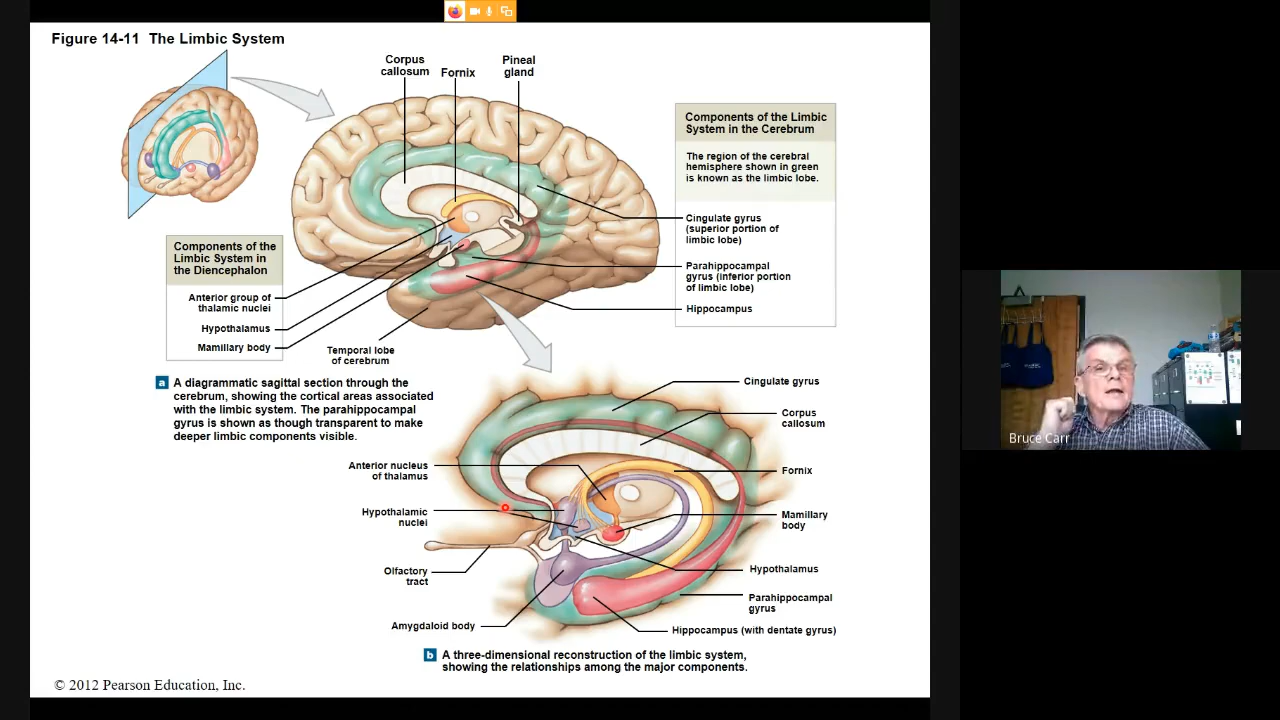 Figure 14-11 The Limbic System
Corpus
callosum
Fornix
Pineal
gland
Components of the Limbic
System in the Cerebrum
The region of the cerebral
hemisphere shown in green
is known as the limbic lobe.
Cingulate gyrus
(superior portion of
limbic lobe)
Parahippocampal
gyrus (inferior portion
of limbic lobe)
Hippocampus
Components of the
Limbic System in
the Diencephalon
Anterior group of
thalamic nuclei
Hypothalamus
Mamillary body
Temporal lobe
of cerebrum
a A diagrammatic sagittal section through the
cerebrum, showing the cortical areas associated
with the limbic system. The parahippocampal
gyrus is shown as though transparent to make
deeper limbic components visible.
Cingulate gyrus
Corpus
callosum
Anterior nucleus
of thalamus
Fornix
Hypothalamic
nuclei
Mamillary
body
Olfactory
tract
Hypothalamus
Parahippocampal
gyrus
Amygdaloid body
Hippocampus (with dentate gyrus)
b A three-dimensional reconstruction of the limbic system,
showing the relationships among the major components.
© 2012 Pearson Education, Inc.
Bruce Carr